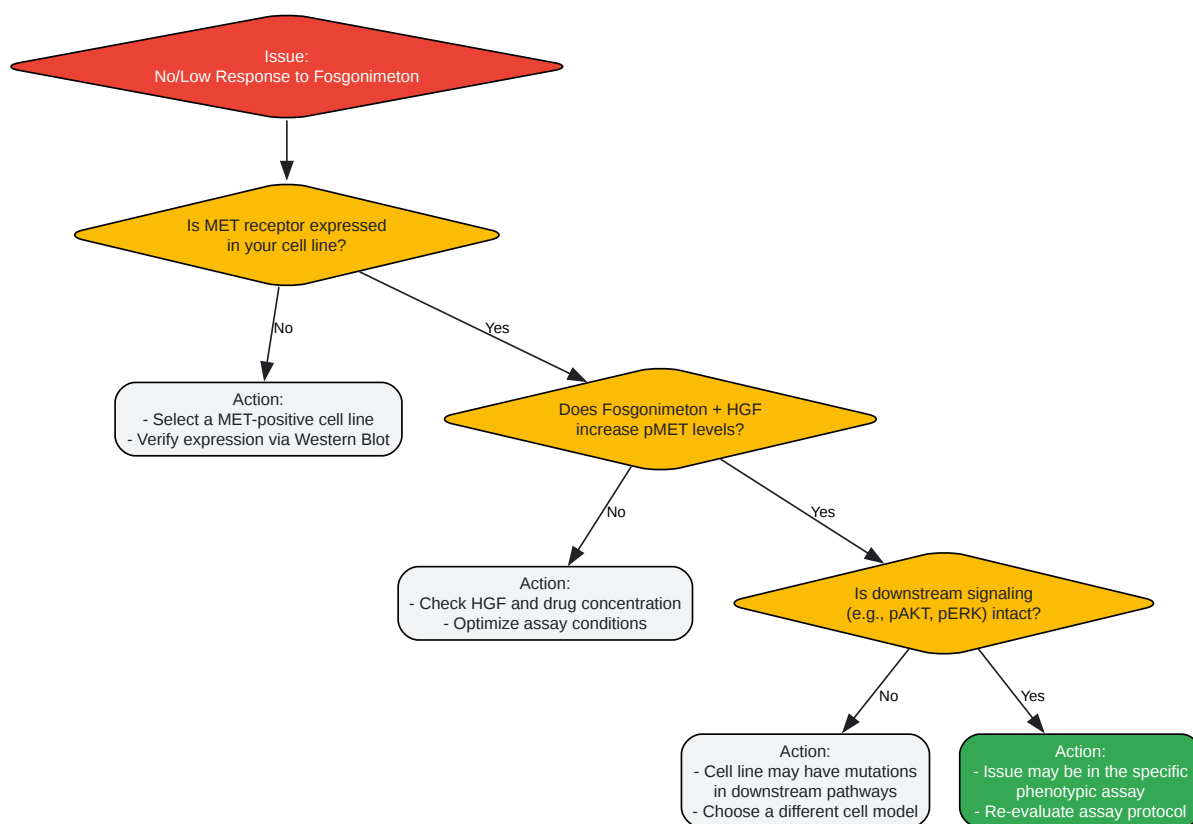 Issue:
No/Low Response to Fosgonimeton
Is MET receptor expressed
in your cell line?
No
Yes
Action:
- Select a MET-positive cell line
- Verify expression via Western Blot
Does Fosgonimeton + HGF
increase pMET levels?
No
Yes
Action:
- Check HGF and drug concentration
- Optimize assay conditions
Is downstream signaling
(e.g., pAKT, pERK) intact?
No
Yes
Action:
- Cell line may have mutations
in downstream pathways
- Choose a different cell model
Action:
- Issue may be in the specific
phenotypic assay
- Re-evaluate assay protocol